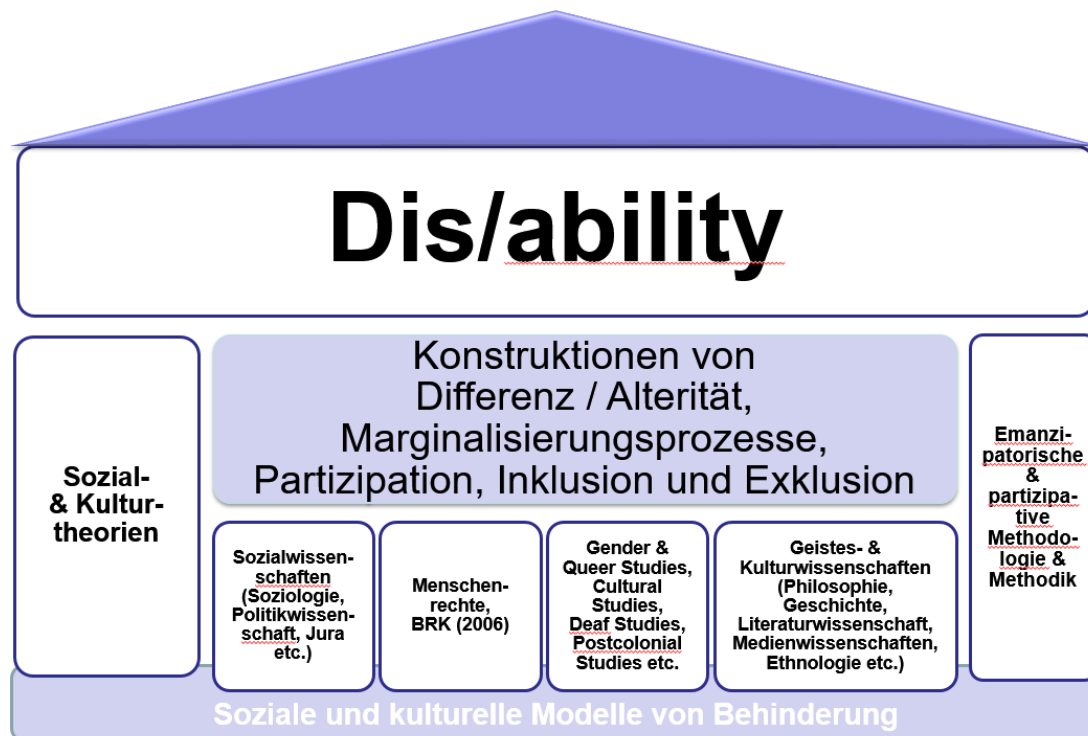 Dis/ability
Konstruktionen von
Differenz / Alterität,
Marginalisierungsprozesse,
Partizipation, Inklusion und Exklusion
Sozial-
& Kultur-
theorien
Sozialwissen-
schaften
(Soziologie,
Politikwissen-
schaft, Jura
etc.)
Menschen-
rechte,
BRK (2006)
Gender &
Queer Studies,
Cultural
Studies,
Deaf Studies,
Postcolonial
Studies etc.
Geistes- &
Kulturwissenschaften
(Philosophie,
Geschichte,
Literaturwissenschaft,
Medienwissenschaften,
Ethnologie etc.)
Emanzi-
patorische
&
partizipa-
tive
Methodo-
logie &
Methodik
Soziale und kulturelle Modelle von Behinderung